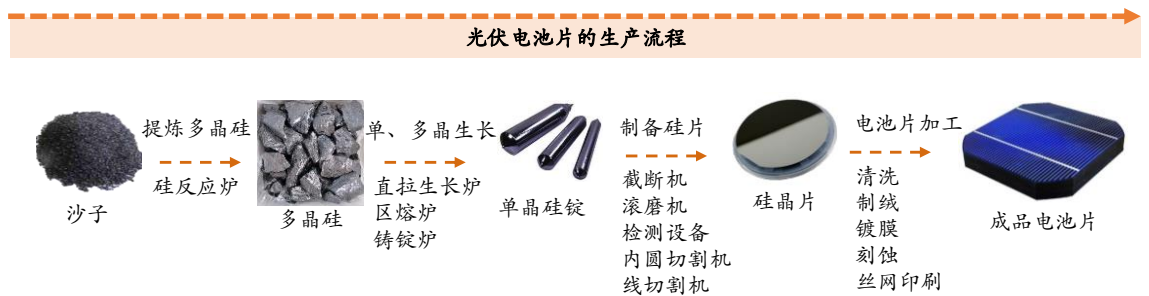 光伏电池片的生产流程
提炼多晶硅
硅反应炉
沙子
多晶硅
单、多晶生长
直拉生长炉
区熔炉
铸锭炉
单晶硅锭
制备硅片
截断机
滚磨机
检测设备
内圆切割机
线切割机
硅晶片
电池片加工
清洗
制绒
镀膜
刻蚀
丝网印刷
成品电池片